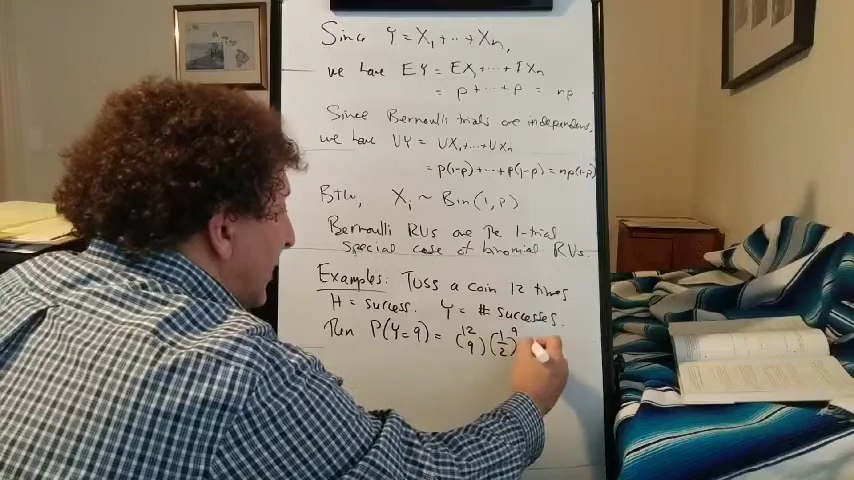 Since Y = X₁ + ·· + Xₙ,
we have EY = EX₁ + ··· + EXₙ
= p + ··· + p = np
Since Bernoulli trials are independent,
we have VY = VX₁ + ··· + VXₙ
= p(1-p) + ··· + p(1-p) = np(1-p)
BTW, Xᵢ ~ Bin(1, p)
Bernoulli RVs are the 1-trial
special case of binomial RVs.
Examples: Toss a coin 12 times
H = success. Y = # successes.
Then P(Y=9) = (12 9) (1/2)⁹